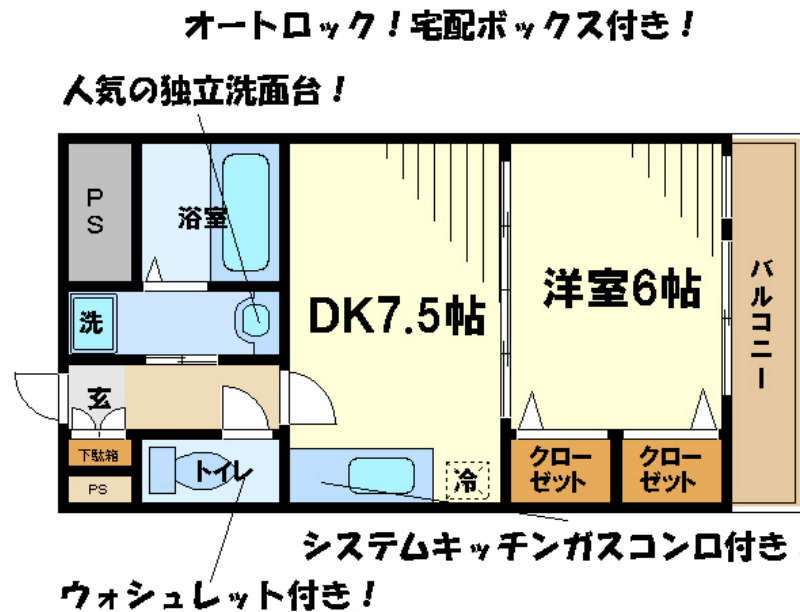 オートロック！宅配ボックス付き！
人気の独立洗面台！
PS
浴室
洗
DK7.5帖
洋室6帖
バルコニー
玄
下駄箱
PS
トイレ
冷
クローゼット
クローゼット
システムキッチンガスコンロ付き！
ウォシュレット付き！